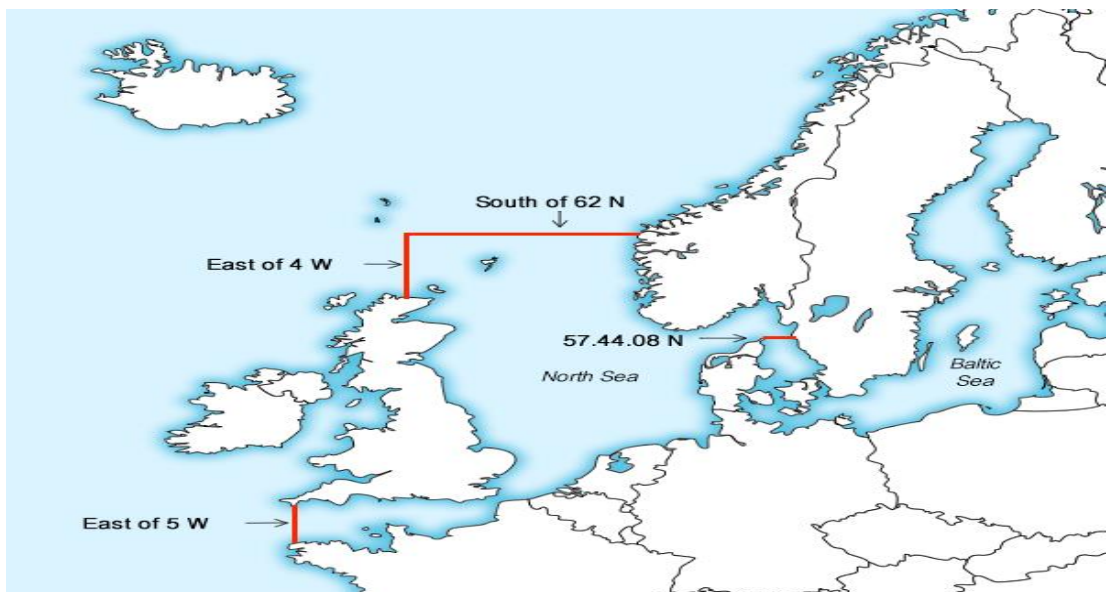 South of 62 N
East of 4 W
57.44.08 N
North Sea
Baltic
Sea
East of 5 W